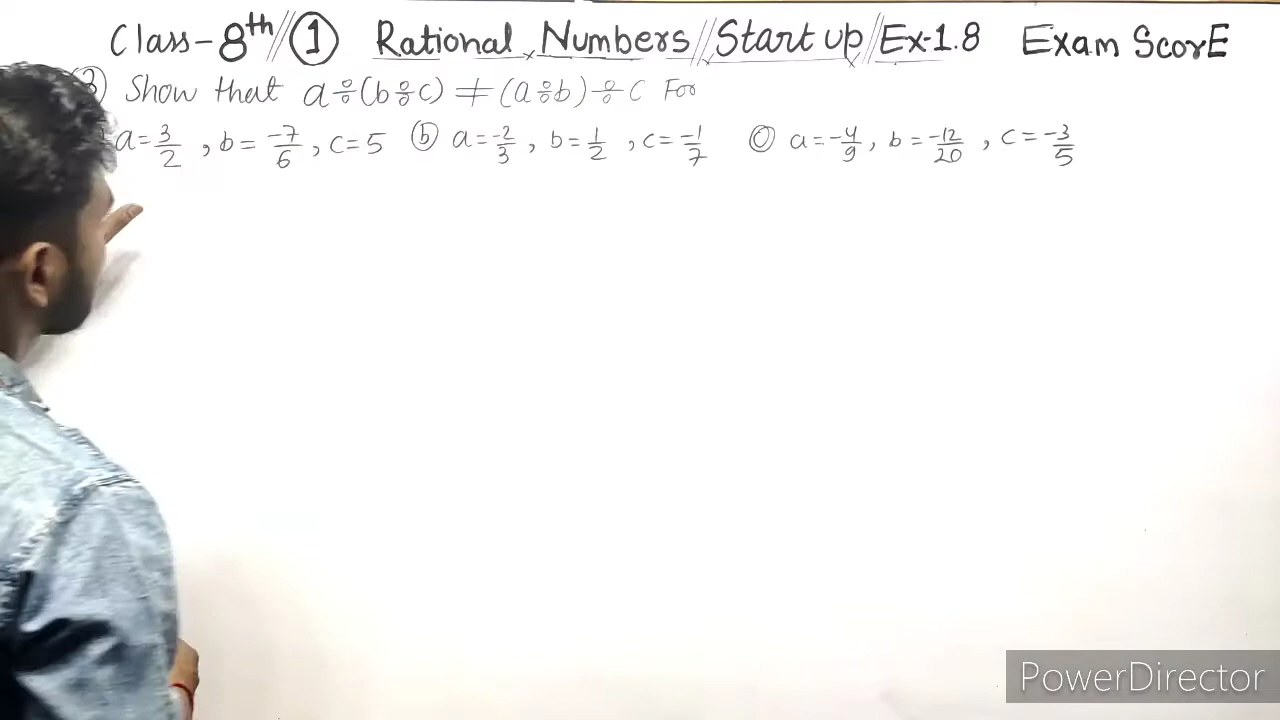 Class-8th//① Rational Numbers//Start up//Ex-1.8 Exam ScorE
Show that a÷(b÷c) ≠ (a÷b)÷c For
a=3/2, b=-7/6, c=5 ⓑ a=-2/3, b=1/2, c=-1/7 ⓒ a=-4/9, b=-12/20, c=-3/5
PowerDirector